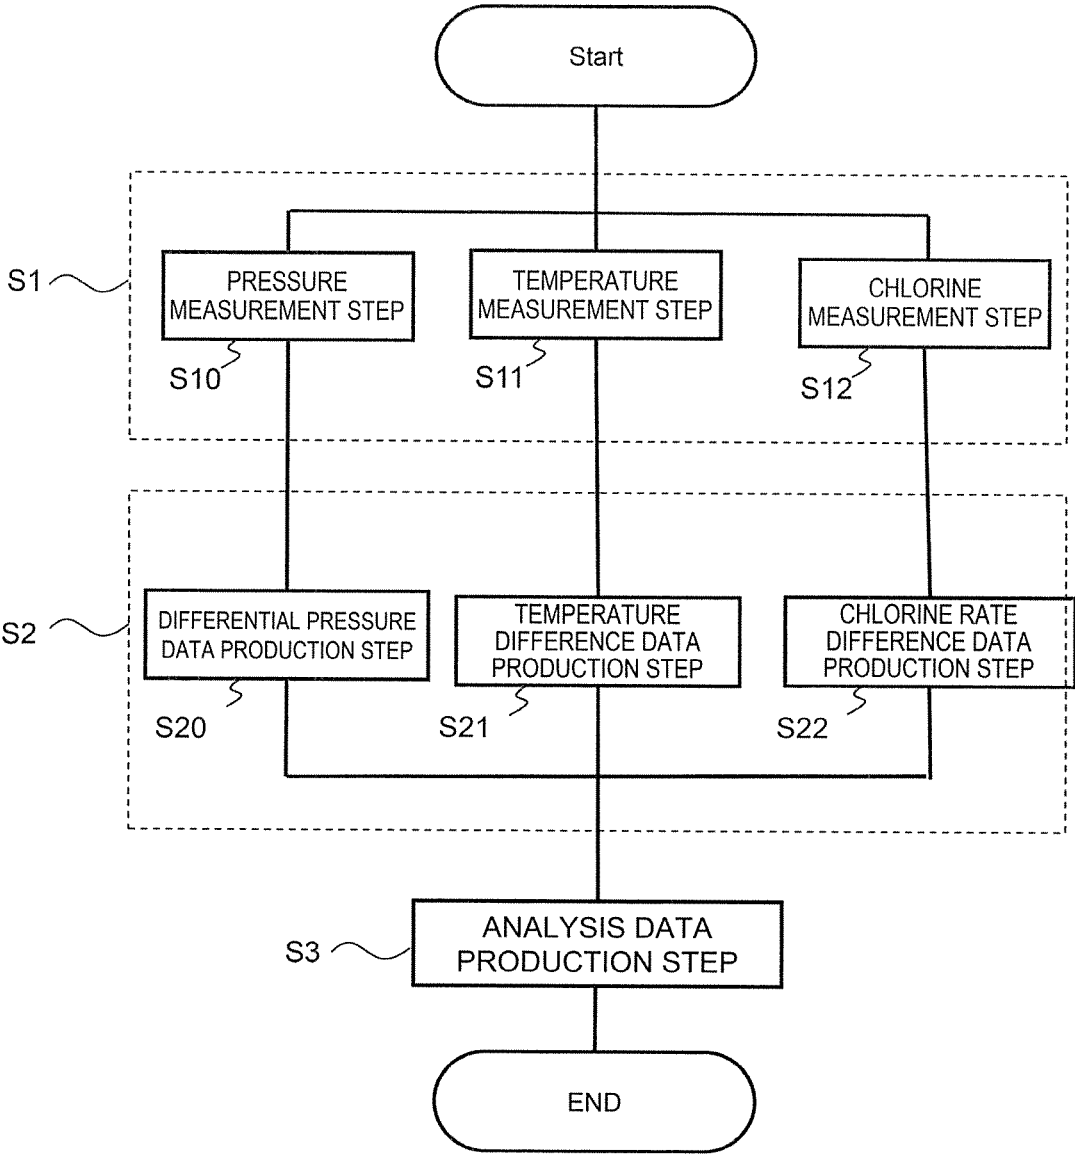 Start
S1
PRESSURE
MEASUREMENT STEP
S10
TEMPERATURE
MEASUREMENT STEP
S11
CHLORINE
MEASUREMENT STEP
S12
S2
DIFFERENTIAL PRESSURE
DATA PRODUCTION STEP
S20
TEMPERATURE
DIFFERENCE DATA
PRODUCTION STEP
S21
CHLORINE RATE
DIFFERENCE DATA
PRODUCTION STEP
S22
S3
ANALYSIS DATA
PRODUCTION STEP
END